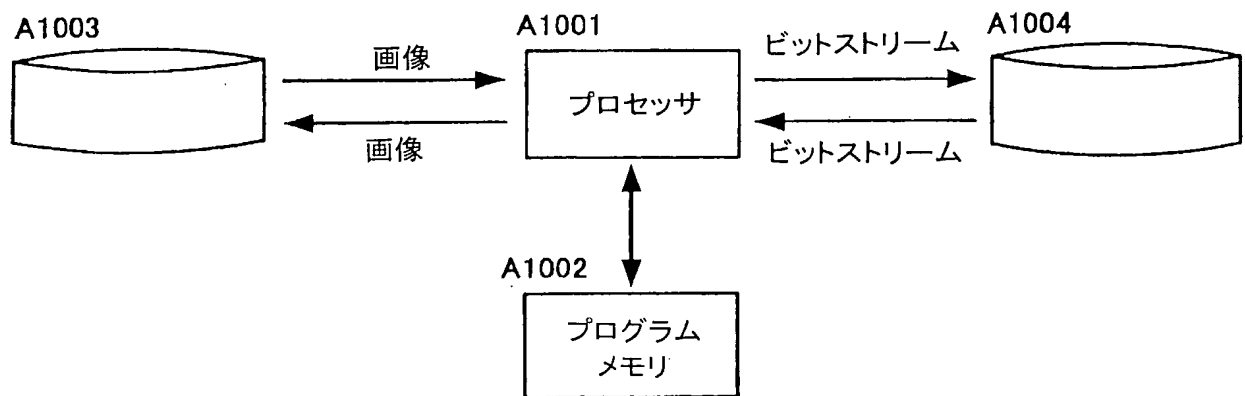 A1003
A1001
A1004
画像
ビットストリーム
プロセッサ
画像
ビットストリーム
A1002
プログラム
メモリ